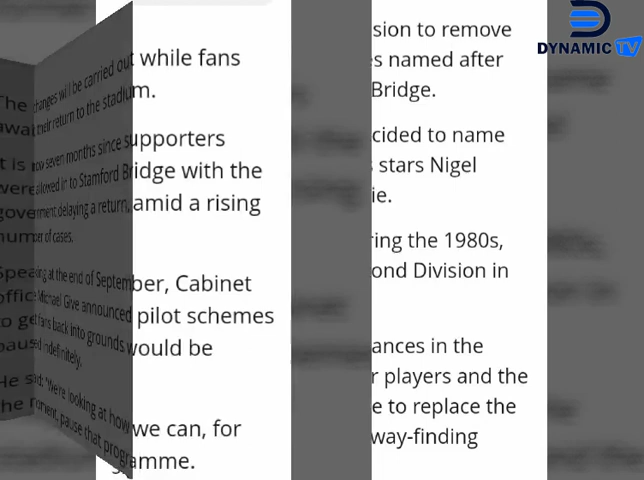 DYNAMIC TV
The changes will be carried out while fans
await their return to the stadium.
It is now seven months since supporters
were allowed in to Stamford Bridge with the
government delaying a return, amid a rising
number of cases.
Speaking at the end of September, Cabinet
office Michael Give announced pilot schemes
to get fans back into grounds would be
paused indefinitely.
He said: "We're looking at how we can, for
the moment, pause that programme.
sion to remove
s named after
Bridge.
cided to name
s stars Nigel
ie.
ring the 1980s,
ond Division in
ances in the
r players and the
e to replace the
way-finding